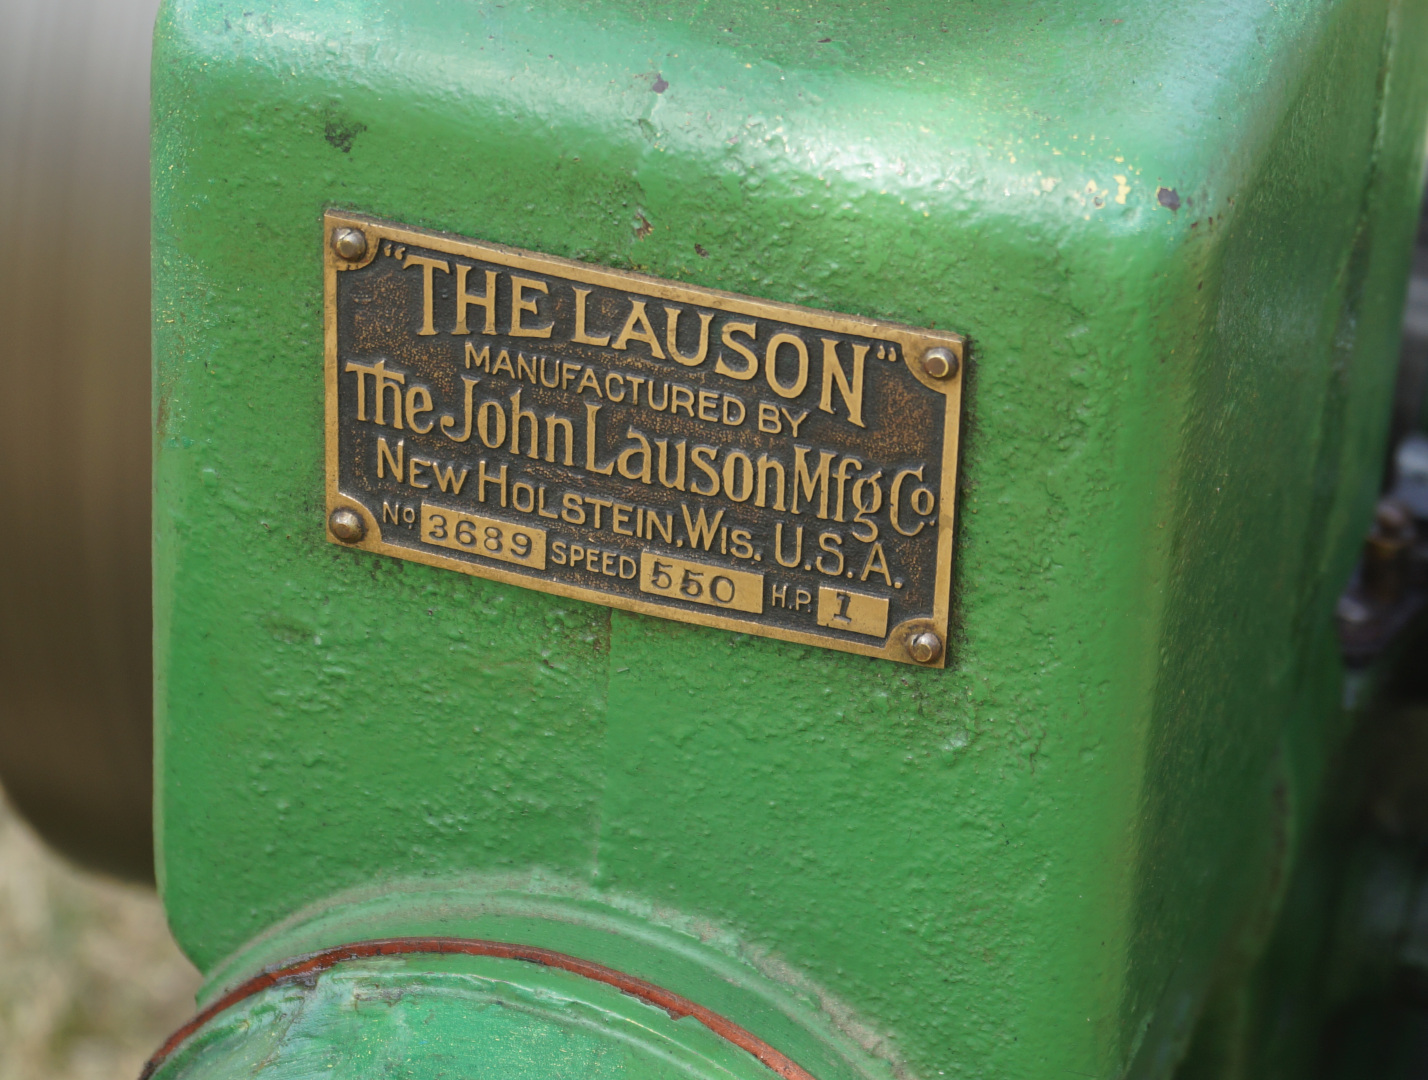 “THE LAUSON”
MANUFACTURED BY
The John Lauson Mfg Co.
NEW HOLSTEIN, WIS. U.S.A.
No 3689 SPEED 550 H.P. 1